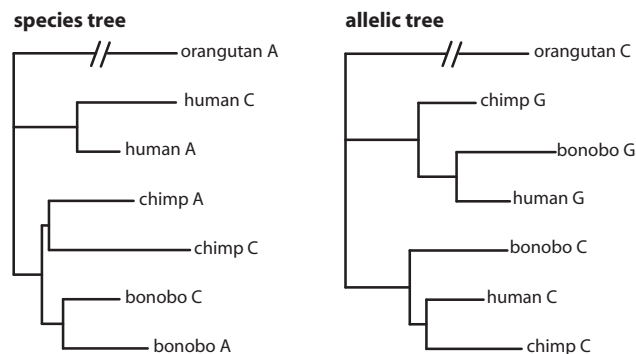 species tree
orangutan A
human C
human A
chimp A
chimp C
bonobo C
bonobo A
allelic tree
orangutan C
chimp G
bonobo G
human G
bonobo C
human C
chimp C